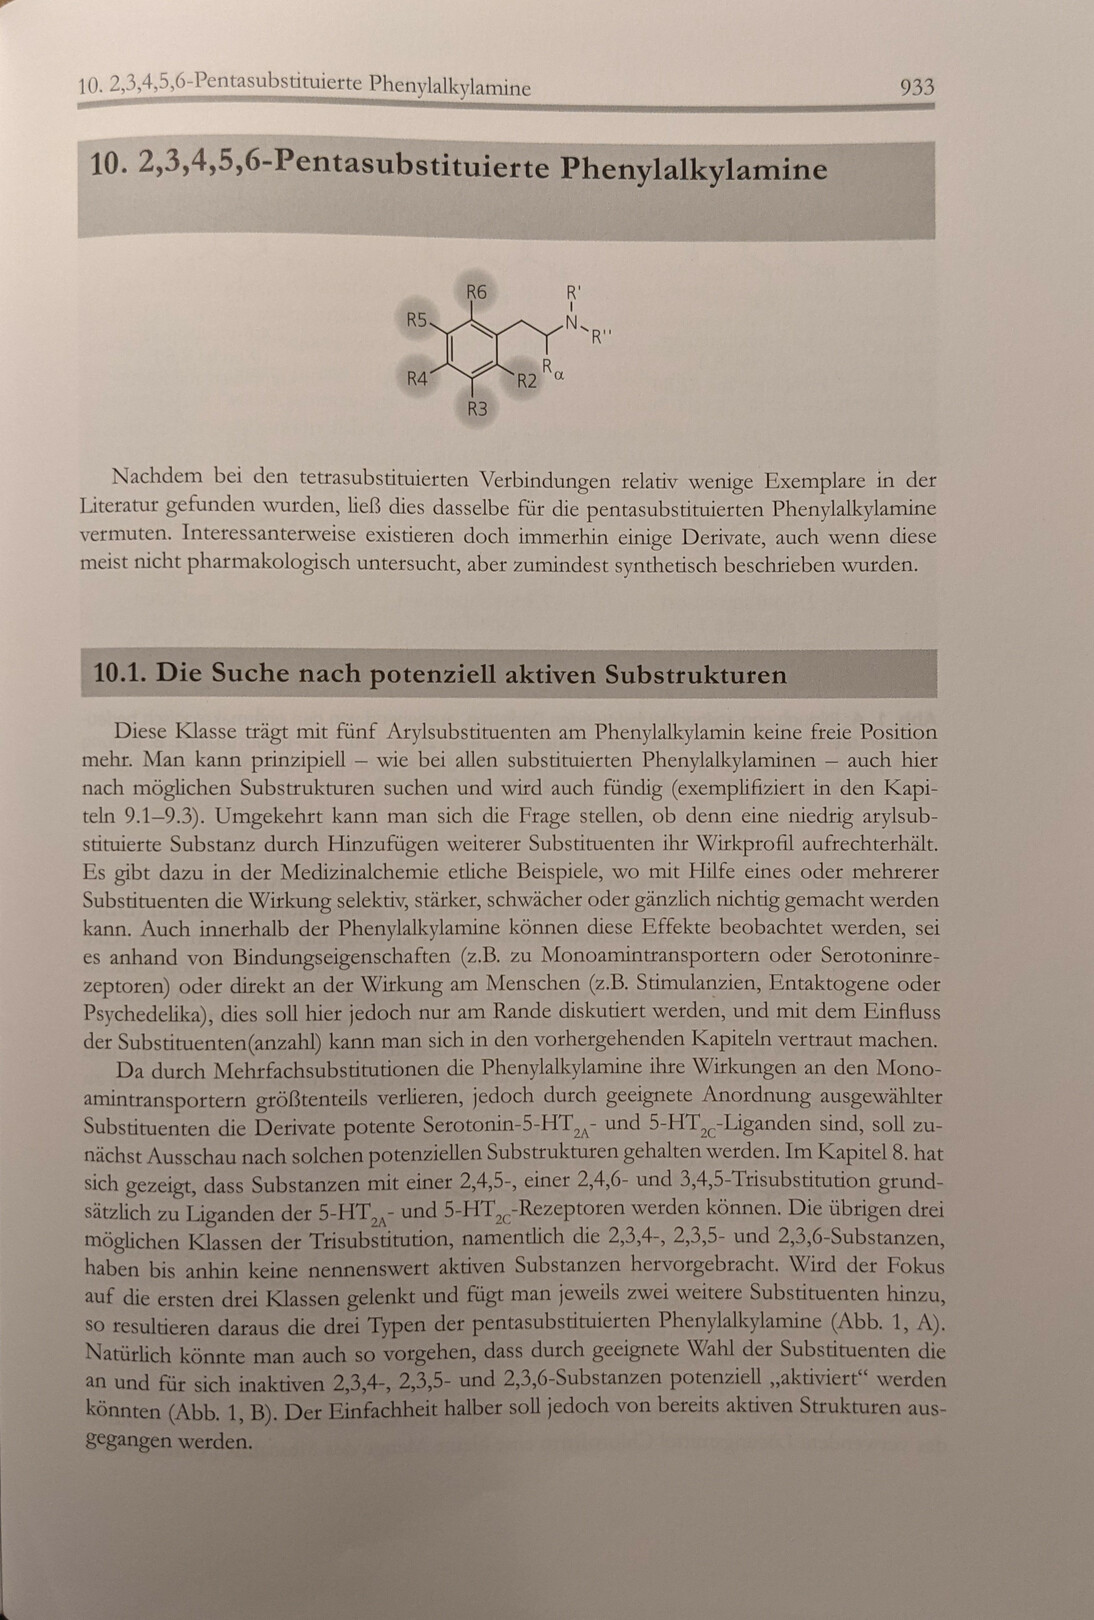 10. 2,3,4,5,6-Pentasubstituierte Phenylalkylamine 933
10. 2,3,4,5,6-Pentasubstituierte Phenylalkylamine
R6
R'
R5
N
R''
R4
R2
Rα
R3
Nachdem bei den tetrasubstituierten Verbindungen relativ wenige Exemplare in der
Literatur gefunden wurden, ließ dies dasselbe für die pentasubstituierten Phenylalkylamine
vermuten. Interessanterweise existieren doch immerhin einige Derivate, auch wenn diese
meist nicht pharmakologisch untersucht, aber zumindest synthetisch beschrieben wurden.
10.1. Die Suche nach potenziell aktiven Substrukturen
Diese Klasse trägt mit fünf Arylsubstituenten am Phenylalkylamin keine freie Position
mehr. Man kann prinzipiell – wie bei allen substituierten Phenylalkylaminen – auch hier
nach möglichen Substrukturen suchen und wird auch fündig (exemplifiziert in den Kapi-
teln 9.1–9.3). Umgekehrt kann man sich die Frage stellen, ob denn eine niedrig arylsub-
stituierte Substanz durch Hinzufügen weiterer Substituenten ihr Wirkprofil aufrechterhält.
Es gibt dazu in der Medizinalchemie etliche Beispiele, wo mit Hilfe eines oder mehrerer
Substituenten die Wirkung selektiv, stärker, schwächer oder gänzlich nichtig gemacht werden
kann. Auch innerhalb der Phenylalkylamine können diese Effekte beobachtet werden, sei
es anhand von Bindungseigenschaften (z.B. zu Monoamintransportern oder Serotoninre-
zeptoren) oder direkt an der Wirkung am Menschen (z.B. Stimulanzien, Entaktogene oder
Psychedelika), dies soll hier jedoch nur am Rande diskutiert werden, und mit dem Einfluss
der Substituenten(anzahl) kann man sich in den vorhergehenden Kapiteln vertraut machen.
Da durch Mehrfachsubstitutionen die Phenylalkylamine ihre Wirkungen an den Mono-
amintransportern größtenteils verlieren, jedoch durch geeignete Anordnung ausgewählter
Substituenten die Derivate potente Serotonin-5-HT2A- und 5-HT2C-Liganden sind, soll zu-
nächst Ausschau nach solchen potenziellen Substrukturen gehalten werden. Im Kapitel 8. hat
sich gezeigt, dass Substanzen mit einer 2,4,5-, einer 2,4,6- und 3,4,5-Trisubstitution grund-
sätzlich zu Liganden der 5-HT2A- und 5-HT2C-Rezeptoren werden können. Die übrigen drei
möglichen Klassen der Trisubstitution, namentlich die 2,3,4-, 2,3,5- und 2,3,6-Substanzen,
haben bis anhin keine nennenswert aktiven Substanzen hervorgebracht. Wird der Fokus
auf die ersten drei Klassen gelenkt und fügt man jeweils zwei weitere Substituenten hinzu,
so resultieren daraus die drei Typen der pentasubstituierten Phenylalkylamine (Abb. 1, A).
Natürlich könnte man auch so vorgehen, dass durch geeignete Wahl der Substituenten die
an und für sich inaktiven 2,3,4-, 2,3,5- und 2,3,6-Substanzen potenziell „aktiviert“ werden
könnten (Abb. 1, B). Der Einfachheit halber soll jedoch von bereits aktiven Strukturen aus-
gegangen werden.